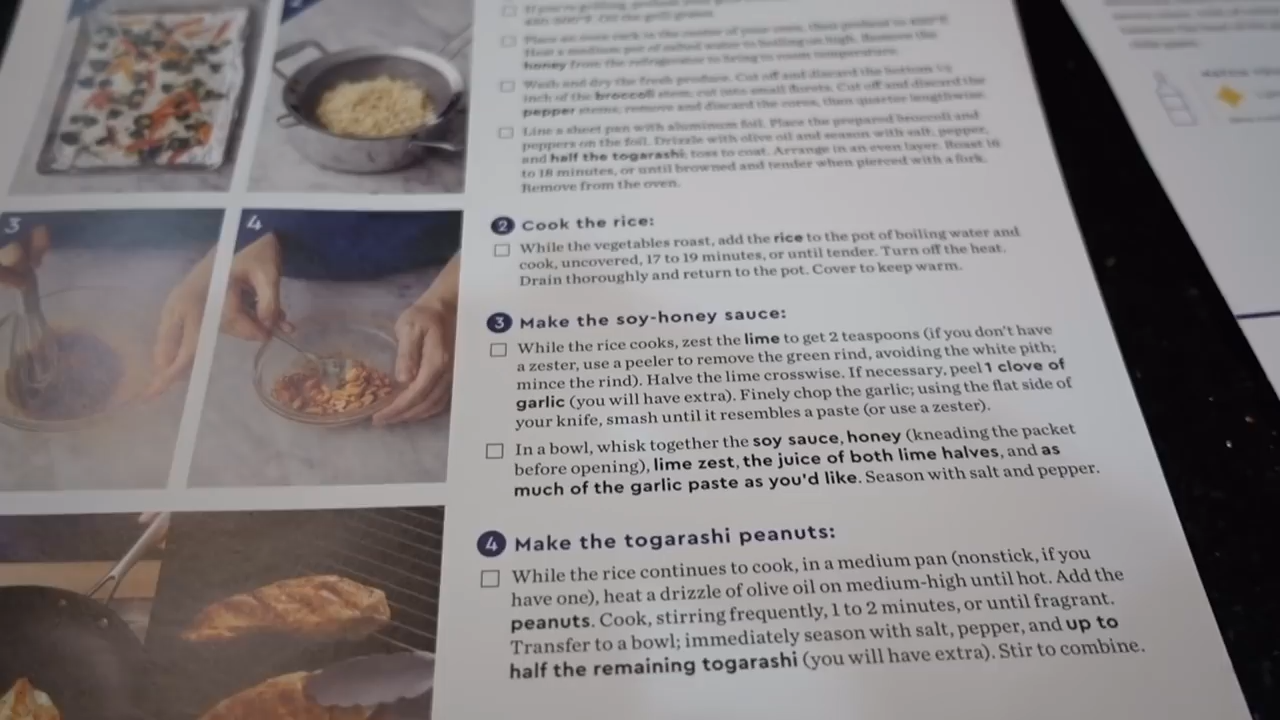 honey from the refrigerator to bring to room temperature.
Wash and dry the fresh produce. Cut off and discard the bottom ½
inch of the broccoli stem; cut into small florets. Cut off and discard the
pepper stems; remove and discard the cores, then quarter lengthwise.
Line a sheet pan with aluminum foil. Place the prepared broccoli and
peppers on the foil. Drizzle with olive oil and season with salt, pepper,
and half the togarashi; toss to coat. Arrange in an even layer. Roast 16
to 18 minutes, or until browned and tender when pierced with a fork.
Remove from the oven.
2 Cook the rice:
While the vegetables roast, add the rice to the pot of boiling water and
cook, uncovered, 17 to 19 minutes, or until tender. Turn off the heat.
Drain thoroughly and return to the pot. Cover to keep warm.
3
4
3 Make the soy-honey sauce:
While the rice cooks, zest the lime to get 2 teaspoons (if you don't have
a zester, use a peeler to remove the green rind, avoiding the white pith;
mince the rind). Halve the lime crosswise. If necessary, peel 1 clove of
garlic (you will have extra). Finely chop the garlic; using the flat side of
your knife, smash until it resembles a paste (or use a zester).
In a bowl, whisk together the soy sauce, honey (kneading the packet
before opening), lime zest, the juice of both lime halves, and as
much of the garlic paste as you'd like. Season with salt and pepper.
4 Make the togarashi peanuts:
While the rice continues to cook, in a medium pan (nonstick, if you
have one), heat a drizzle of olive oil on medium-high until hot. Add the
peanuts. Cook, stirring frequently, 1 to 2 minutes, or until fragrant.
Transfer to a bowl; immediately season with salt, pepper, and up to
half the remaining togarashi (you will have extra). Stir to combine.